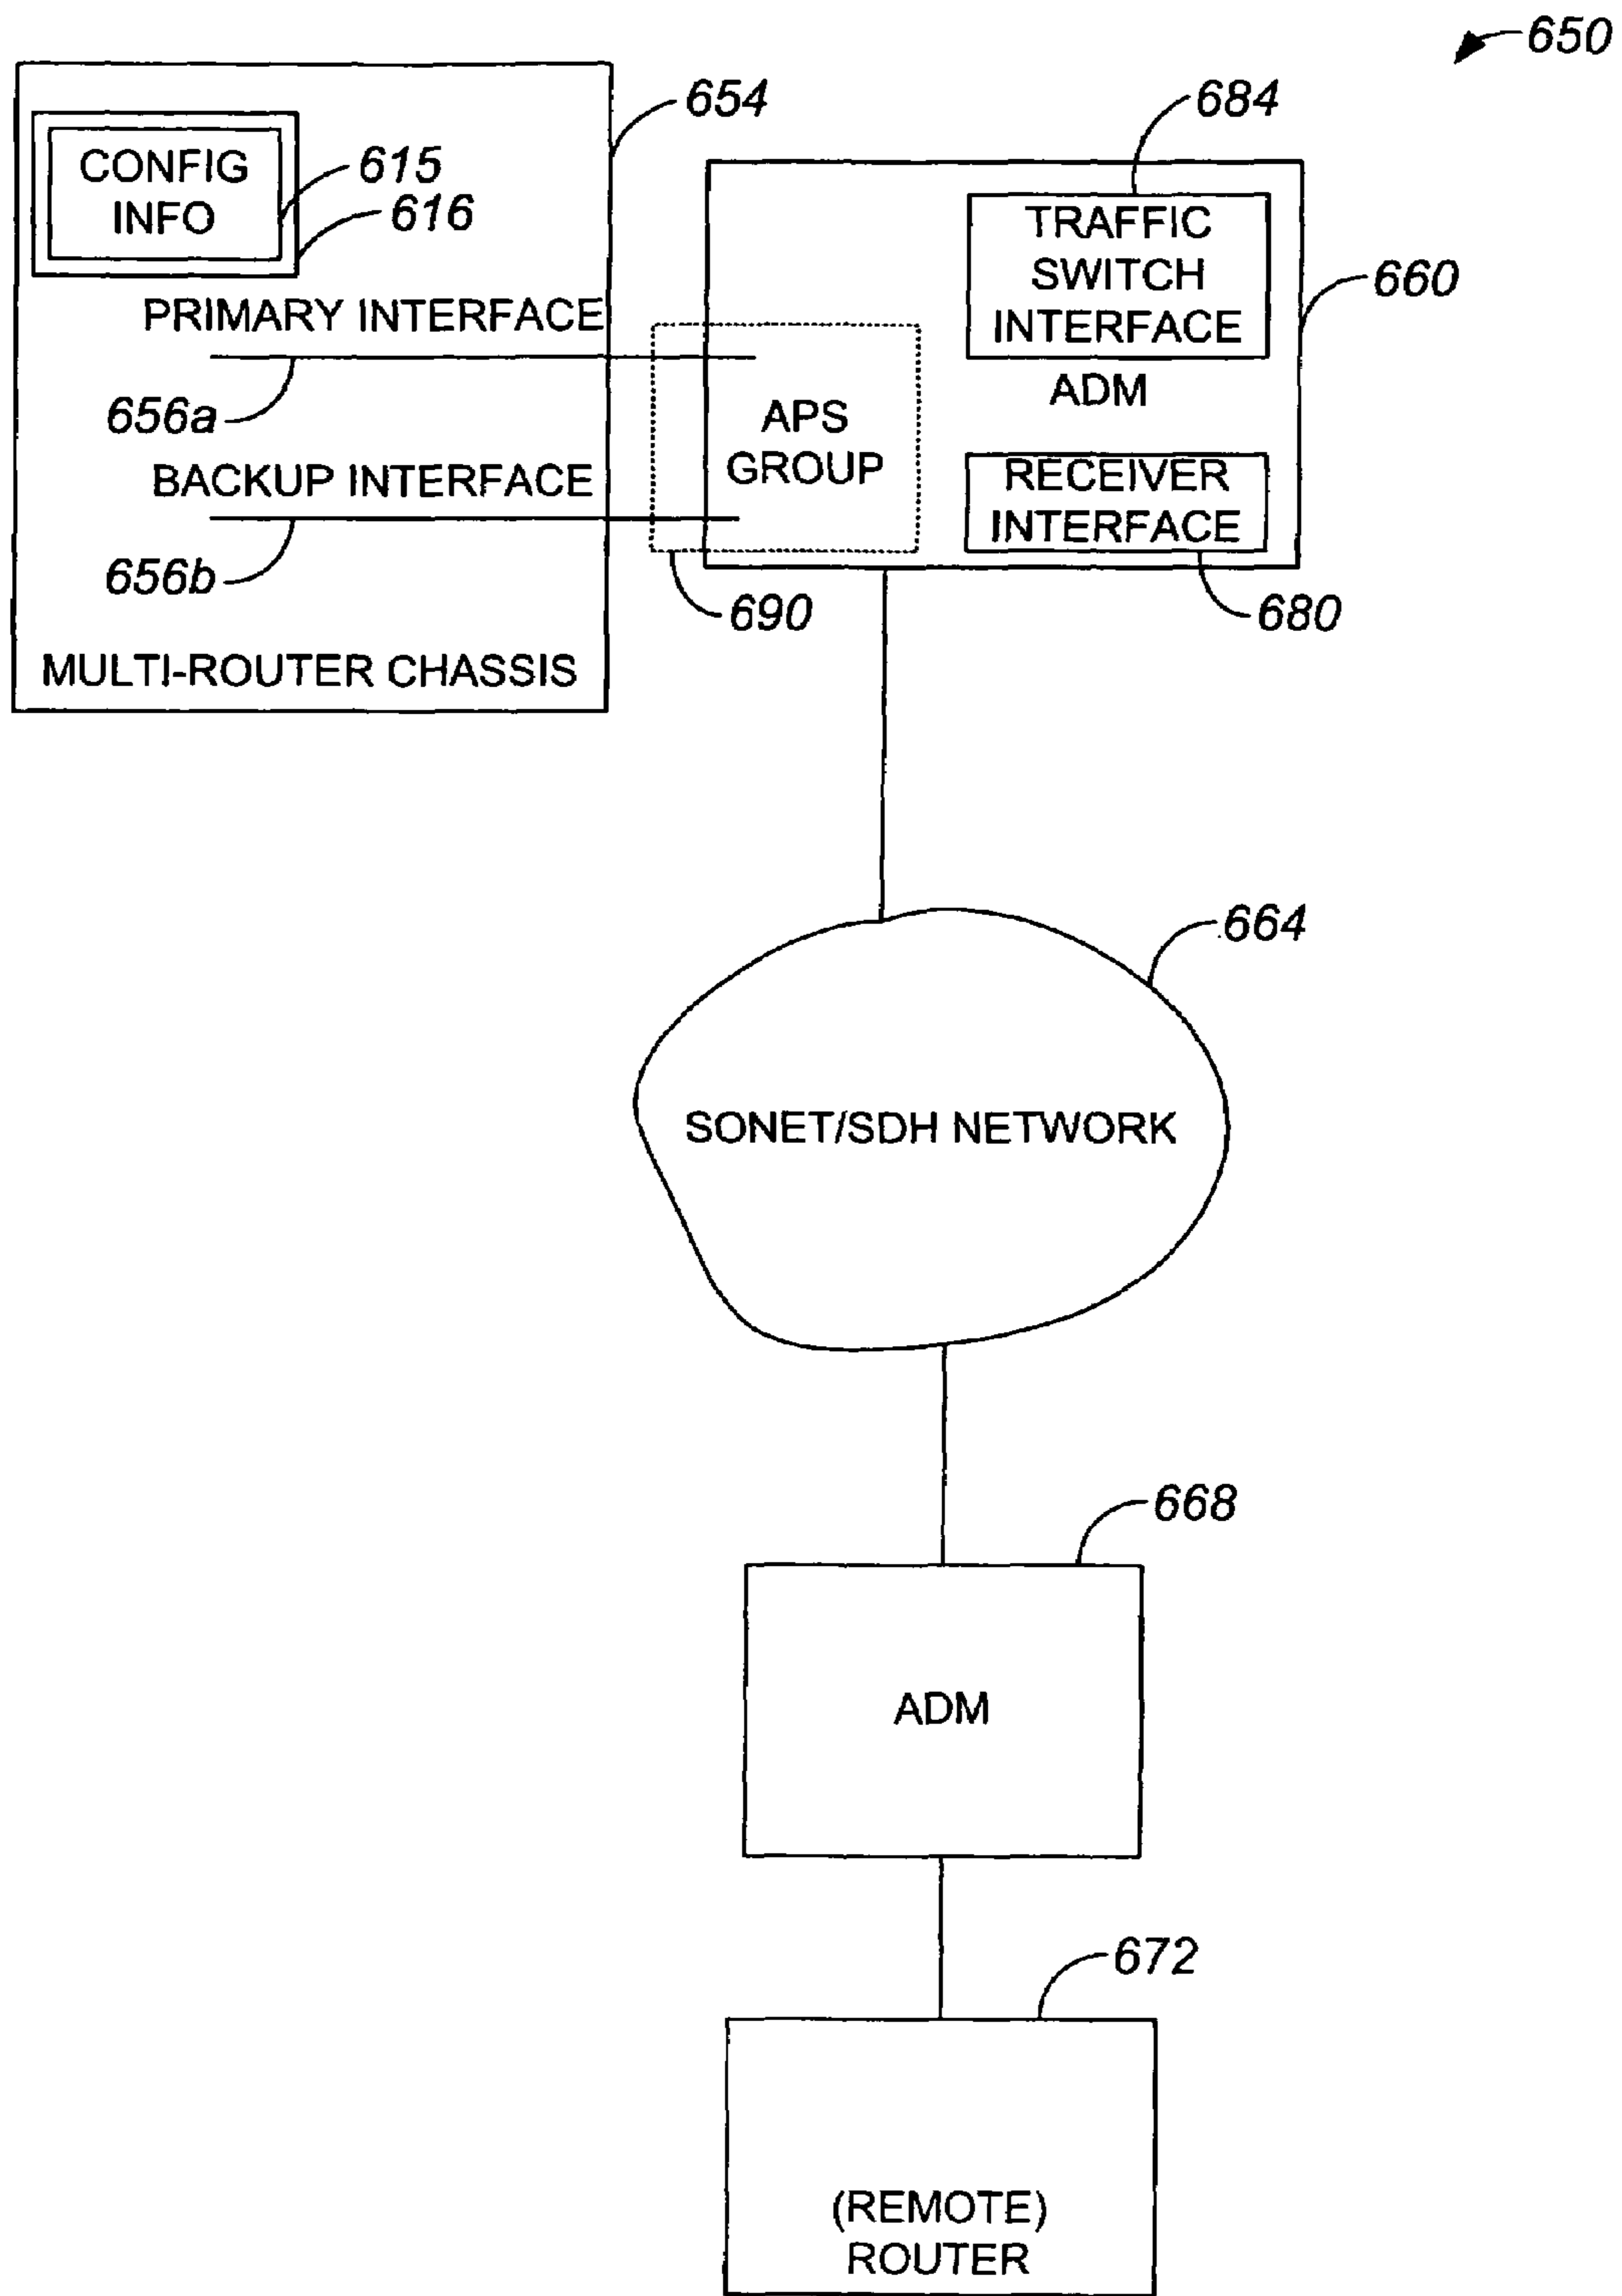 650
654
684
CONFIG
INFO
615
616
TRAFFIC
SWITCH
INTERFACE
660
PRIMARY INTERFACE
656a
ADM
APS
GROUP
BACKUP INTERFACE
RECEIVER
INTERFACE
656b
690
680
MULTI-ROUTER CHASSIS
664
SONET/SDH NETWORK
668
ADM
672
(REMOTE)
ROUTER